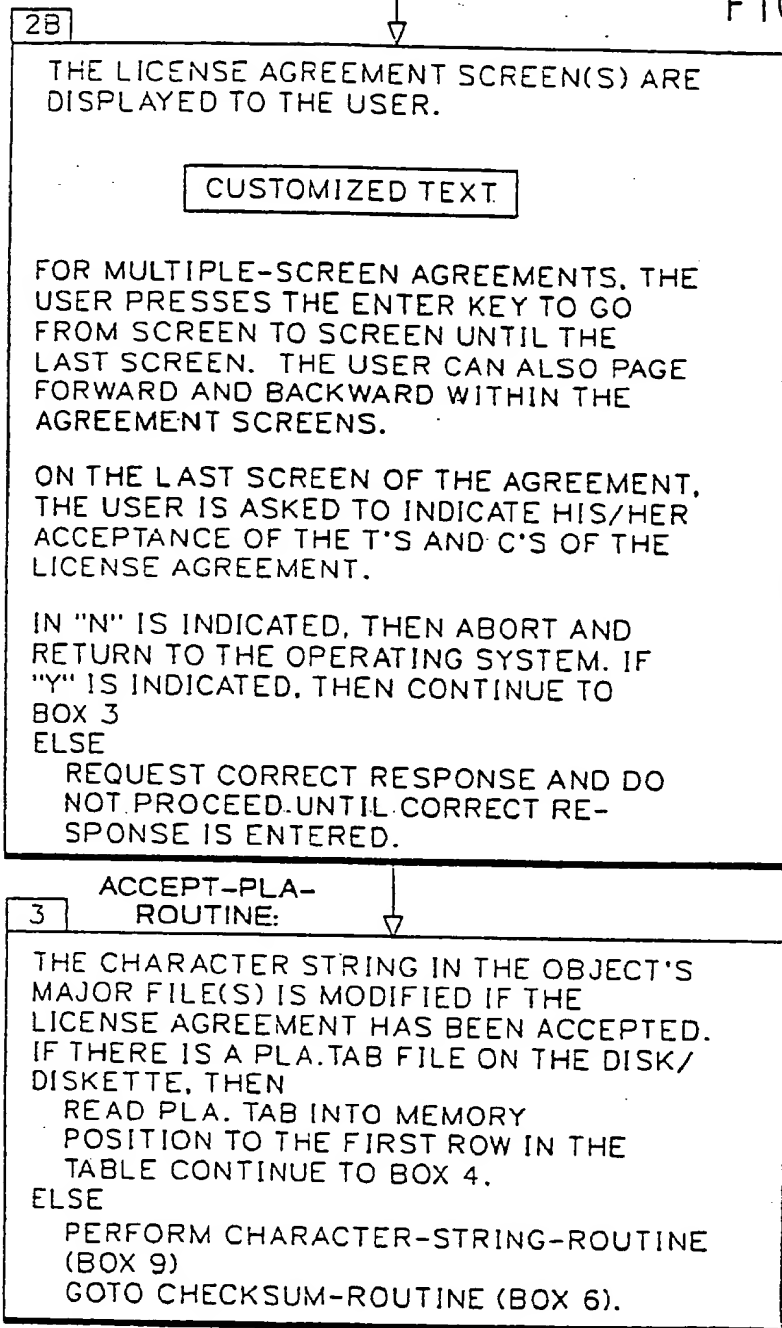 FIG
2B
THE LICENSE AGREEMENT SCREEN(S) ARE
DISPLAYED TO THE USER.
CUSTOMIZED TEXT
FOR MULTIPLE-SCREEN AGREEMENTS, THE
USER PRESSES THE ENTER KEY TO GO
FROM SCREEN TO SCREEN UNTIL THE
LAST SCREEN. THE USER CAN ALSO PAGE
FORWARD AND BACKWARD WITHIN THE
AGREEMENT SCREENS.
ON THE LAST SCREEN OF THE AGREEMENT,
THE USER IS ASKED TO INDICATE HIS/HER
ACCEPTANCE OF THE T'S AND C'S OF THE
LICENSE AGREEMENT.
IN "N" IS INDICATED, THEN ABORT AND
RETURN TO THE OPERATING SYSTEM. IF
"Y" IS INDICATED, THEN CONTINUE TO
BOX 3
ELSE
REQUEST CORRECT RESPONSE AND DO
NOT PROCEED UNTIL CORRECT RE-
SPONSE IS ENTERED.
ACCEPT-PLA-
3 ROUTINE:
THE CHARACTER STRING IN THE OBJECT'S
MAJOR FILE(S) IS MODIFIED IF THE
LICENSE AGREEMENT HAS BEEN ACCEPTED.
IF THERE IS A PLA.TAB FILE ON THE DISK/
DISKETTE, THEN
READ PLA. TAB INTO MEMORY
POSITION TO THE FIRST ROW IN THE
TABLE CONTINUE TO BOX 4.
ELSE
PERFORM CHARACTER-STRING-ROUTINE
(BOX 9)
GOTO CHECKSUM-ROUTINE (BOX 6).